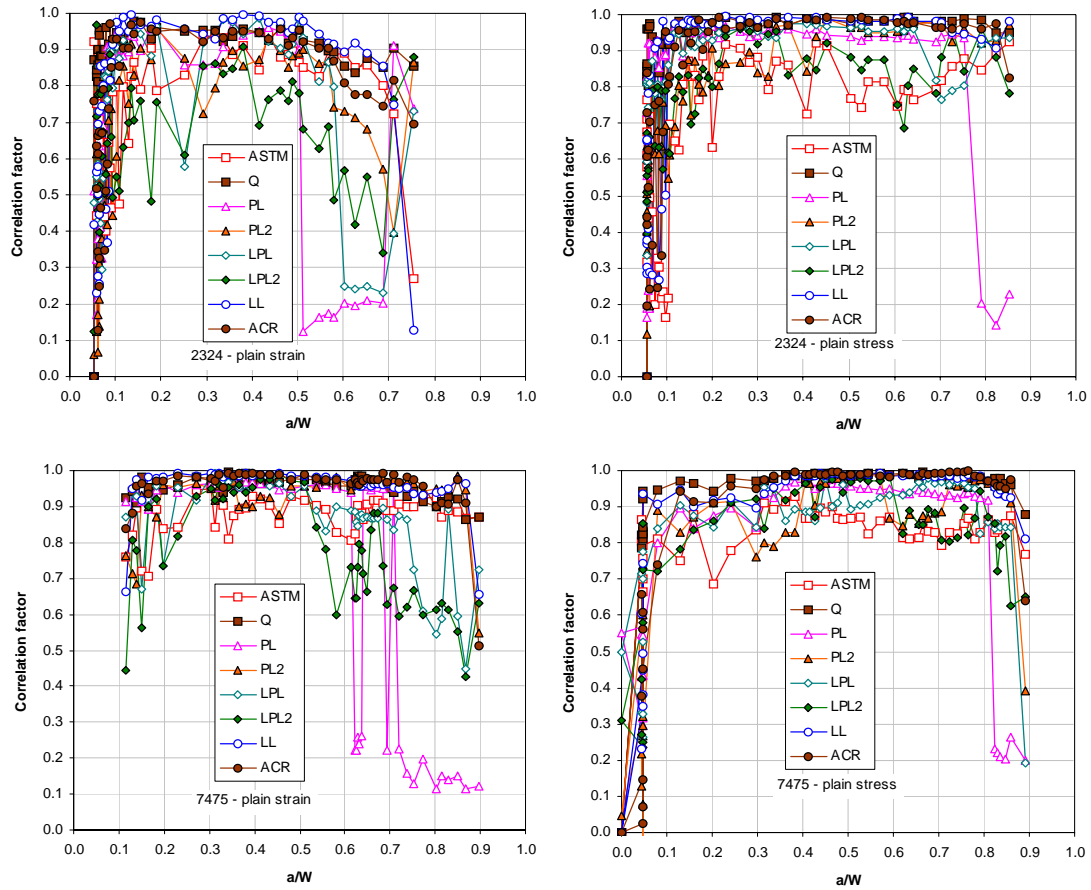 Correlation factor
1.0
0.9
0.8
0.7
0.6
0.5
0.4
0.3
0.2
0.1
0.0
ASTM
Q
PL
PL2
LPL
LPL2
LL
ACR
2324 - plain strain
0.0 0.1 0.2 0.3 0.4 0.5 0.6 0.7 0.8 0.9 1.0
a/W
Correlation factor
1.0
0.9
0.8
0.7
0.6
0.5
0.4
0.3
0.2
0.1
0.0
ASTM
Q
PL
PL2
LPL
LPL2
LL
ACR
2324 - plain stress
0.0 0.1 0.2 0.3 0.4 0.5 0.6 0.7 0.8 0.9 1.0
a/W
Correlation factor
1.0
0.9
0.8
0.7
0.6
0.5
0.4
0.3
0.2
0.1
0.0
ASTM
Q
PL
PL2
LPL
LPL2
LL
ACR
7475 - plain strain
0.0 0.1 0.2 0.3 0.4 0.5 0.6 0.7 0.8 0.9 1.0
a/W
Correlation factor
1.0
0.9
0.8
0.7
0.6
0.5
0.4
0.3
0.2
0.1
0.0
ASTM
Q
PL
PL2
LPL
LPL2
LL
ACR
7475 - plain stress
0.0 0.1 0.2 0.3 0.4 0.5 0.6 0.7 0.8 0.9 1.0
a/W